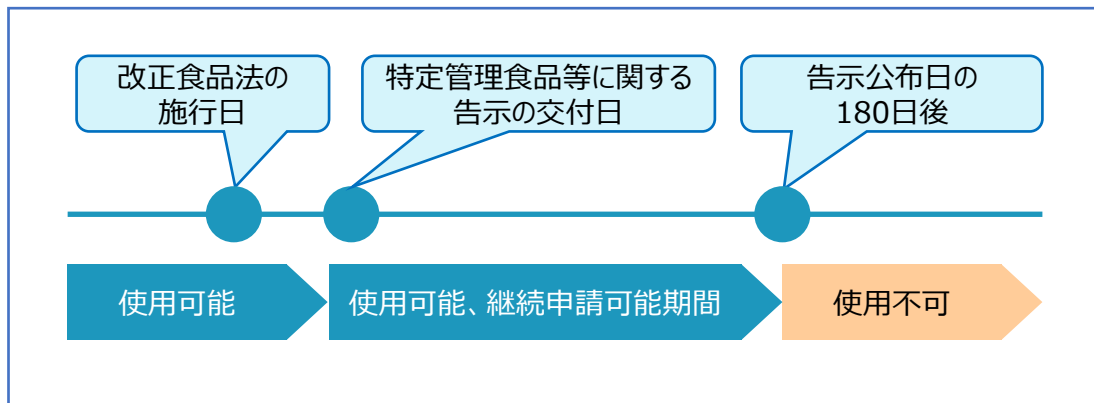 改正食品法の
施行日
特定管理食品等に関する
告示の交付日
告示公布日の
180日後
使用可能
使用可能、継続申請可能期間
使用不可